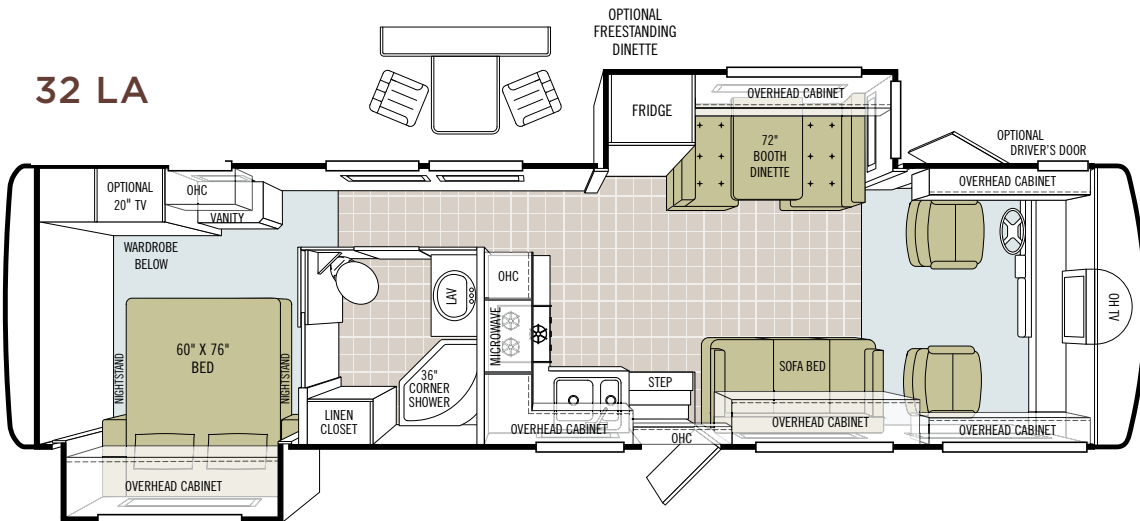 32 LA
OPTIONAL
FREESTANDING
DINETTE
FRIDGE
OVERHEAD CABINET
72"
BOOTH
DINETTE
OPTIONAL
DRIVER'S DOOR
OVERHEAD CABINET
OPTIONAL
20" TV
OHC
VANITY
WARDROBE
BELOW
60" X 76"
BED
NIGHTSTAND
NIGHTSTAND
OVERHEAD CABINET
LINEN
CLOSET
LAV
36"
CORNER
SHOWER
OHC
MICROWAVE
OVERHEAD CABINET
STEP
OHC
SOFA BED
OVERHEAD CABINET
OVERHEAD CABINET
OH TV